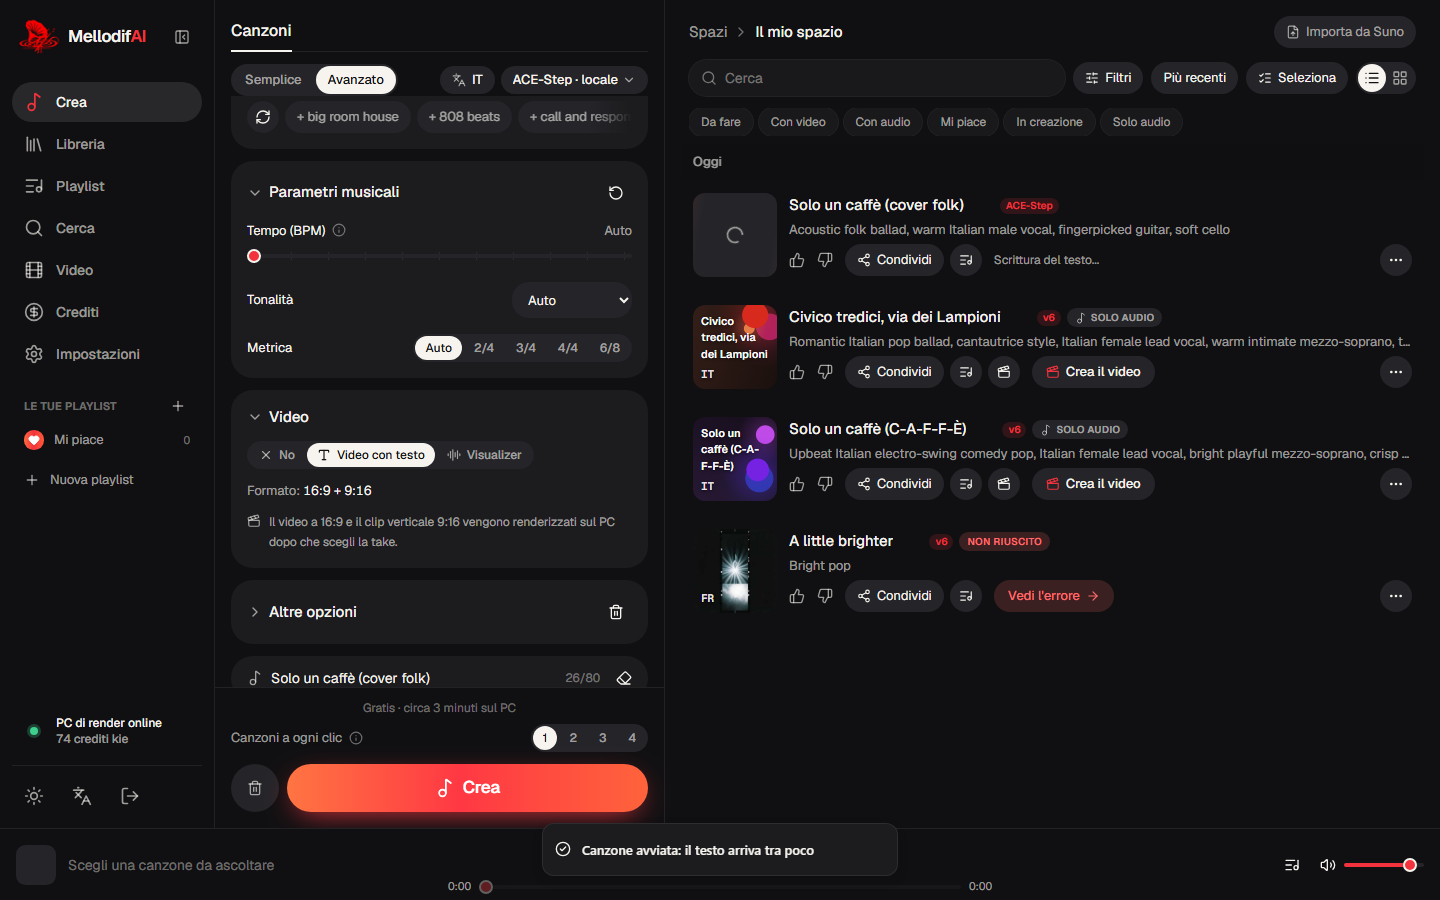 MellodifAI
Crea
Libreria
Playlist
Cerca
Video
Crediti
Impostazioni
LE TUE PLAYLIST
Mi piace 0
Nuova playlist
PC di render online
74 crediti kie
Canzoni
Semplice Avanzato IT ACE-Step · locale
+ big room house + 808 beats + call and respon
Parametri musicali
Tempo (BPM) Auto
Tonalità Auto
Metrica Auto 2/4 3/4 4/4 6/8
Video
No Video con testo Visualizer
Formato: 16:9 + 9:16
Il video a 16:9 e il clip verticale 9:16 vengono renderizzati sul PC
dopo che scegli la take.
Altre opzioni
Solo un caffè (cover folk) 26/80
Gratis · circa 3 minuti sul PC
Canzoni a ogni clic 1 2 3 4
Crea
Spazi > Il mio spazio Importa da Suno
Cerca Filtri Più recenti Seleziona
Da fare Con video Con audio Mi piace In creazione Solo audio
Oggi
Solo un caffè (cover folk) ACE-Step
Acoustic folk ballad, warm Italian male vocal, fingerpicked guitar, soft cello
Condividi Scrittura del testo...
Civico
tredici, via
dei Lampioni
IT
Civico tredici, via dei Lampioni v6 SOLO AUDIO
Romantic Italian pop ballad, cantautrice style, Italian female lead vocal, warm intimate mezzo-soprano, t...
Condividi Crea il video
Solo un
caffè (C-A-
F-F-È)
IT
Solo un caffè (C-A-F-F-È) v6 SOLO AUDIO
Upbeat Italian electro-swing comedy pop, Italian female lead vocal, bright playful mezzo-soprano, crisp ...
Condividi Crea il video
FR
A little brighter v6 NON RIUSCITO
Bright pop
Condividi Vedi l'errore →
Scegli una canzone da ascoltare
Canzone avviata: il testo arriva tra poco
0:00 0:00